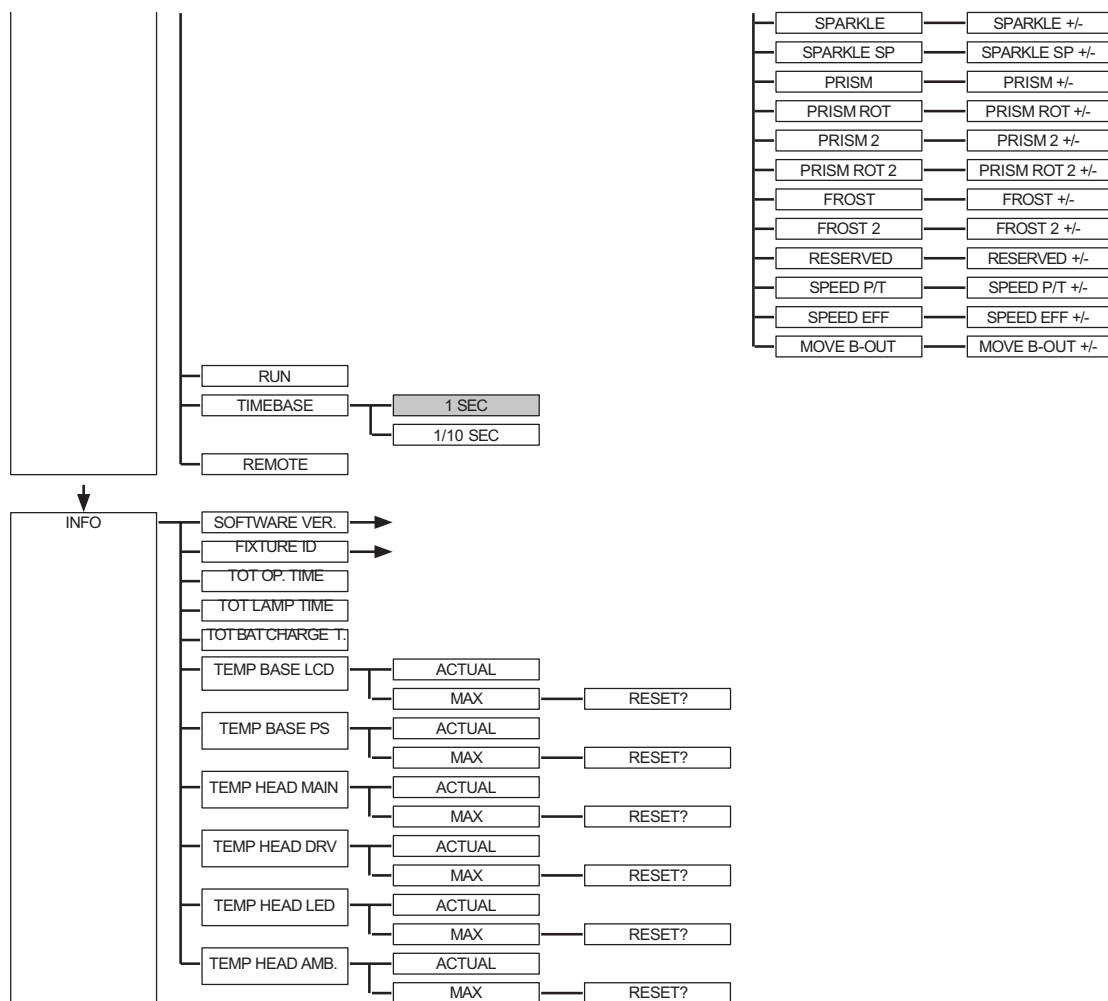 SPARKLE SPARKLE +/-
SPARKLE SP SPARKLE SP +/-
PRISM PRISM +/-
PRISM ROT PRISM ROT +/-
PRISM 2 PRISM 2 +/-
PRISM ROT 2 PRISM ROT 2 +/-
FROST FROST +/-
FROST 2 FROST 2 +/-
RESERVED RESERVED +/-
SPEED P/T SPEED P/T +/-
SPEED EFF SPEED EFF +/-
MOVE B-OUT MOVE B-OUT +/-
RUN
TIMEBASE 1 SEC
1/10 SEC
REMOTE
INFO SOFTWARE VER.
FIXTURE ID
TOT OP. TIME
TOT LAMP TIME
TOT BAT CHARGE T.
TEMP BASE LCD ACTUAL
MAX RESET?
TEMP BASE PS ACTUAL
MAX RESET?
TEMP HEAD MAIN ACTUAL
MAX RESET?
TEMP HEAD DRV ACTUAL
MAX RESET?
TEMP HEAD LED ACTUAL
MAX RESET?
TEMP HEAD AMB. ACTUAL
MAX RESET?